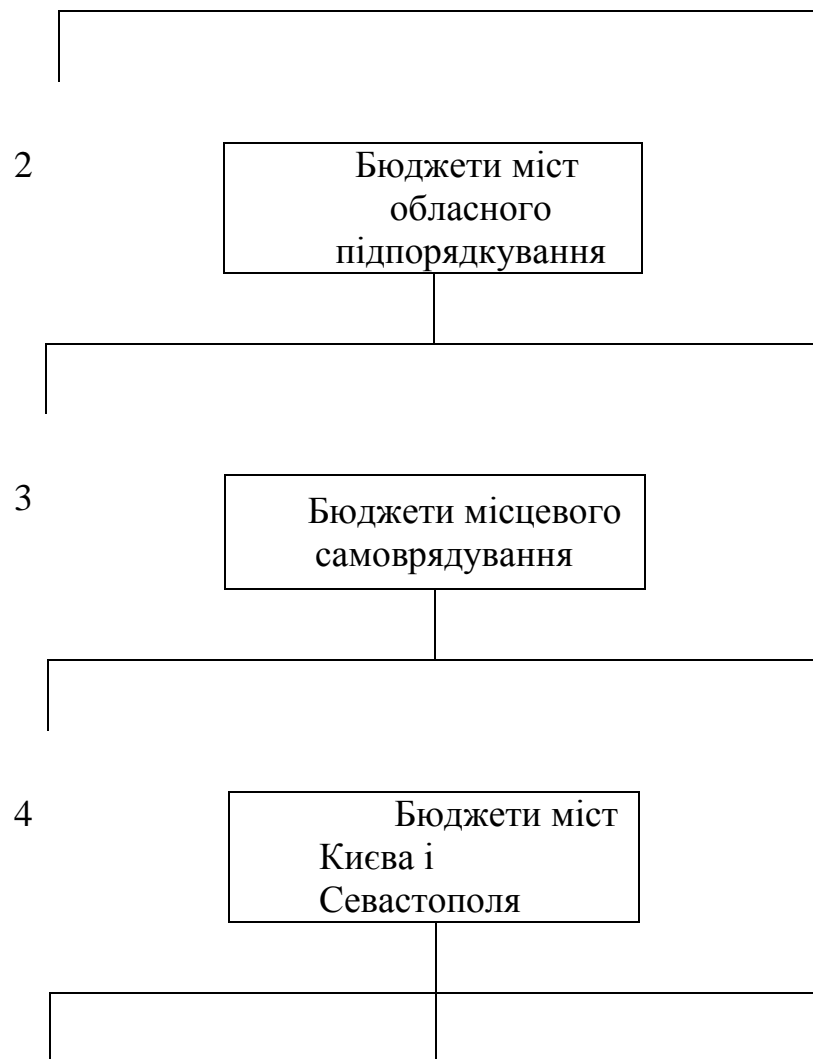 2
Бюджети міст
обласного
підпорядкування
3
Бюджети місцевого
самоврядування
4
Бюджети міст
Києва і
Севастополя